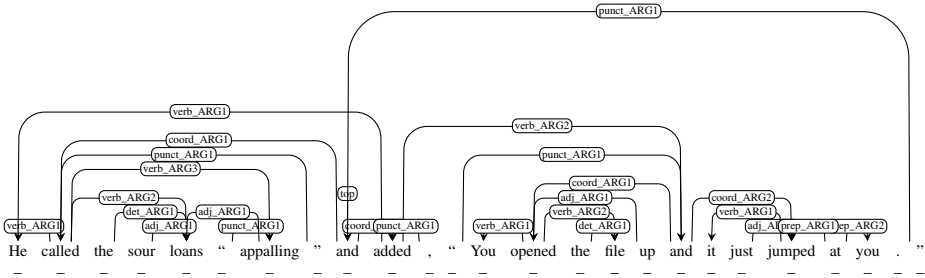 punct_ARG1
verb_ARG1
verb_ARG2
coord_ARG1
punct_ARG1 punct_ARG1
verb_ARG3
coord_ARG1
top verb_ARG2 adj_ARG1 coord_ARG2
det_ARG1 adj_ARG1 verb_ARG2 verb_ARG1
verb_ARG1 adj_ARG1 punct_ARG1 punct_ARG1 verb_ARG1 det_ARG1 prep_ARG1
He called the sour loans “ appalling ” and added , “ You opened the file up and it just jumped at you . ”
_ _ _ _ _ _ _ _ _ _ _ _ _ _ _ _ _ _ _ _ _ _ _ _ _